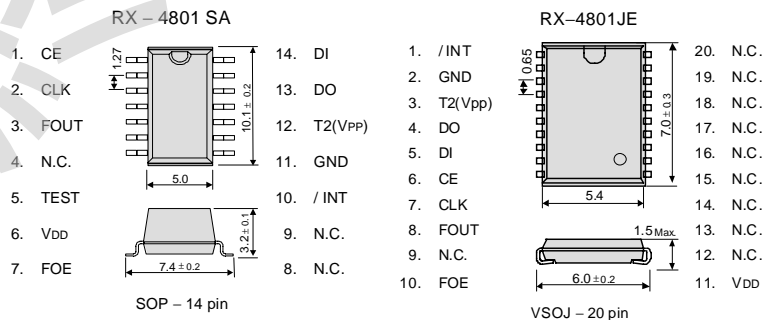 RX – 4801 SA
1. CE
2. CLK
3. FOUT
4. N.C.
5. TEST
6. VDD
7. FOE
1.27
10.1 ± 0.2
5.0
3.2 ± 0.1
7.4 ± 0.2
14. DI
13. DO
12. T2(VPP)
11. GND
10. / INT
9. N.C.
8. N.C.
SOP – 14 pin
RX–4801JE
1. / INT
2. GND
3. T2(Vpp)
4. DO
5. DI
6. CE
7. CLK
8. FOUT
9. N.C.
10. FOE
0.65
7.0 ± 0.3
5.4
1.5 Max.
6.0 ±0.2
20. N.C.
19. N.C.
18. N.C.
17. N.C.
16. N.C.
15. N.C.
14. N.C.
13. N.C.
12. N.C.
11. VDD
VSOJ – 20 pin